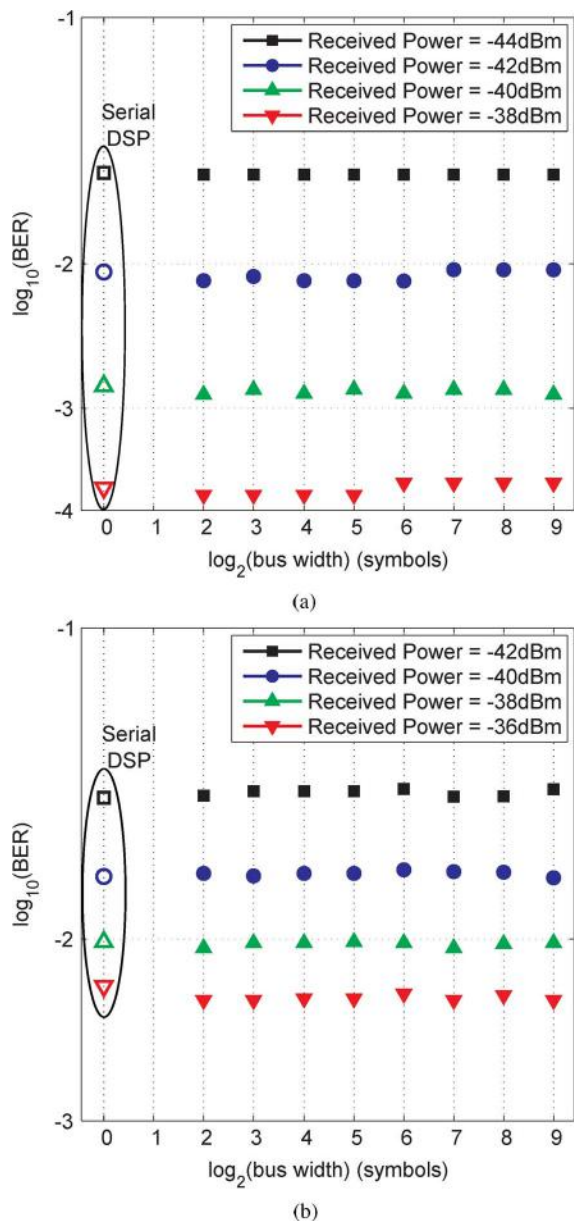 -1
Received Power = -44dBm
Received Power = -42dBm
Received Power = -40dBm
Received Power = -38dBm
Serial
DSP
log10(BER)
-2
-3
-4
0 1 2 3 4 5 6 7 8 9
log2(bus width) (symbols)
(a)
-1
Received Power = -42dBm
Received Power = -40dBm
Received Power = -38dBm
Received Power = -36dBm
Serial
DSP
log10(BER)
-2
-3
0 1 2 3 4 5 6 7 8 9
log2(bus width) (symbols)
(b)